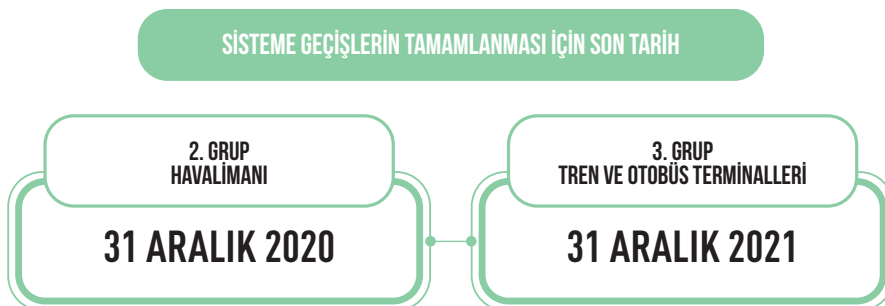 SİSTEME GEÇİŞLERİN TAMAMLANMASI İÇİN SON TARİH
2. GRUP
HAVALİMANI
31 ARALIK 2020
3. GRUP
TREN VE OTOBÜS TERMİNALLERİ
31 ARALIK 2021